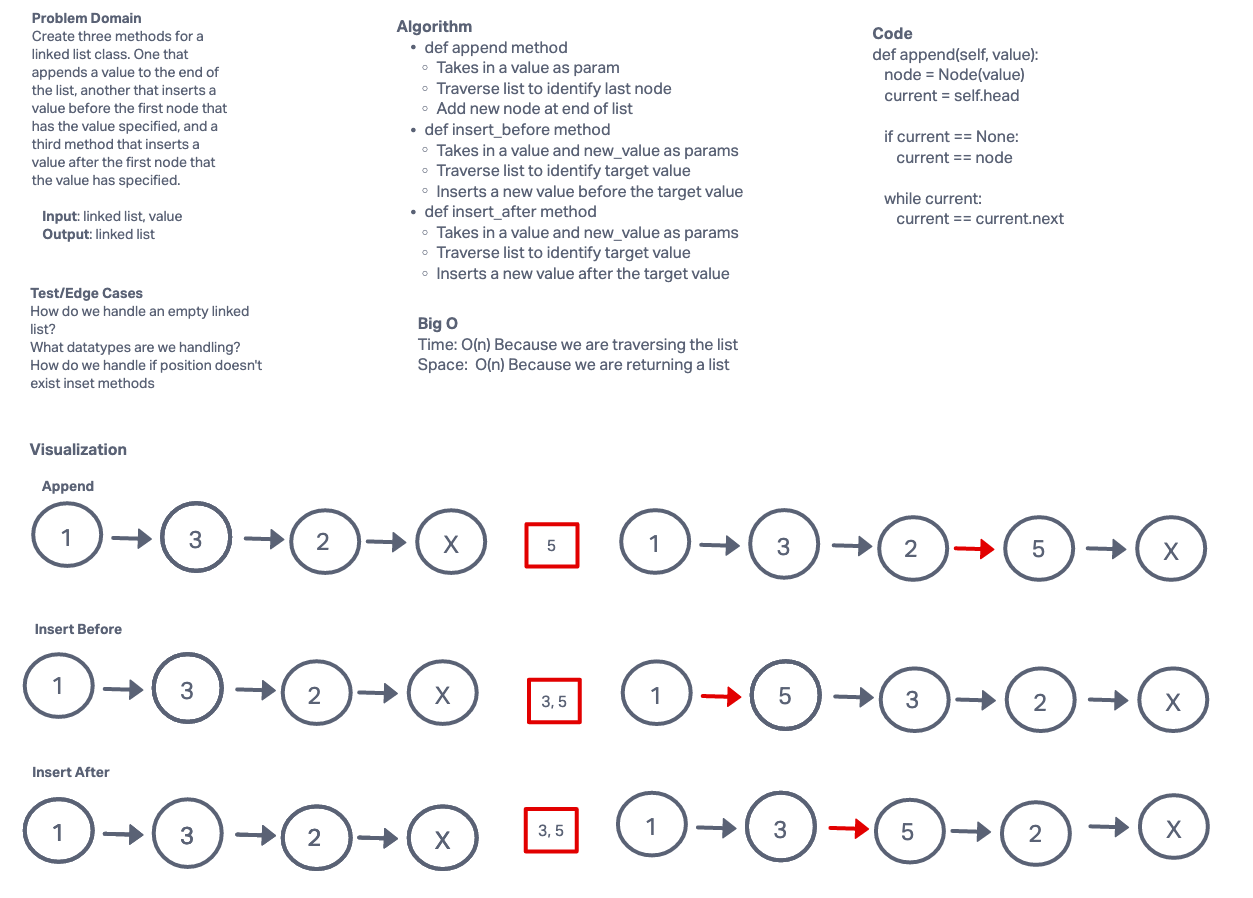 Problem Domain
Create three methods for a
linked list class. One that
appends a value to the end of
the list, another that inserts a
value before the first node that
has the value specified, and a
third method that inserts a
value after the first node that
the value has specified.
Input: linked list, value
Output: linked list
Test/Edge Cases
How do we handle an empty linked
list?
What datatypes are we handling?
How do we handle if position doesn't
exist inset methods
Algorithm
• def append method
◦ Takes in a value as param
◦ Traverse list to identify last node
◦ Add new node at end of list
• def insert_before method
◦ Takes in a value and new_value as params
◦ Traverse list to identify target value
◦ Inserts a new value before the target value
• def insert_after method
◦ Takes in a value and new_value as params
◦ Traverse list to identify target value
◦ Inserts a new value after the target value
Big O
Time: O(n) Because we are traversing the list
Space:  O(n) Because we are returning a list
Code
def append(self, value):
node = Node(value)
current = self.head
if current == None:
current == node
while current:
current == current.next
Visualization
Append
1 3 2 X 5 1 3 2 5 X
Insert Before
1 3 2 X 3, 5 1 5 3 2 X
Insert After
1 3 2 X 3, 5 1 3 5 2 X